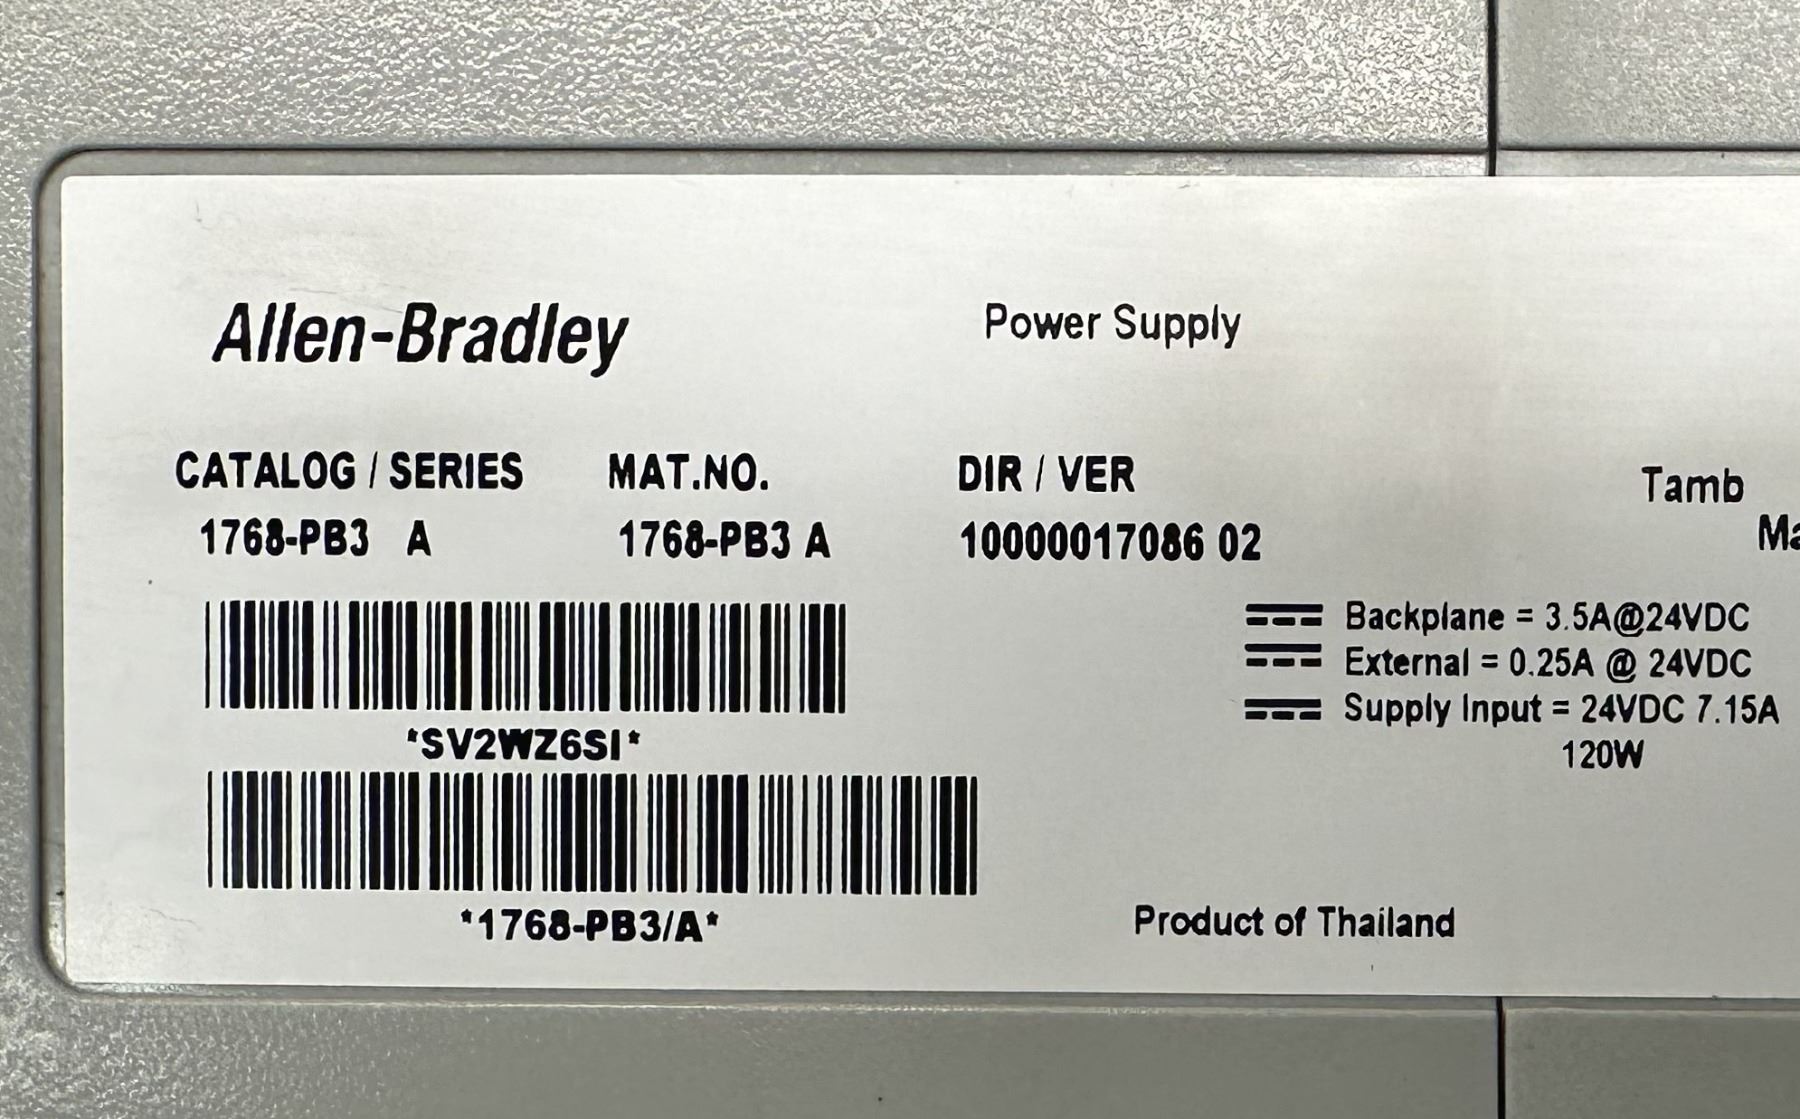 Allen-Bradley
Power Supply
CATALOG / SERIES MAT.NO. DIR / VER
1768-PB3 A 1768-PB3 A 10000017086 02
Tamb
Backplane = 3.5A@24VDC
External = 0.25A @ 24VDC
Supply Input = 24VDC 7.15A
120W
*SV2WZ6SI*
*1768-PB3/A*
Product of Thailand